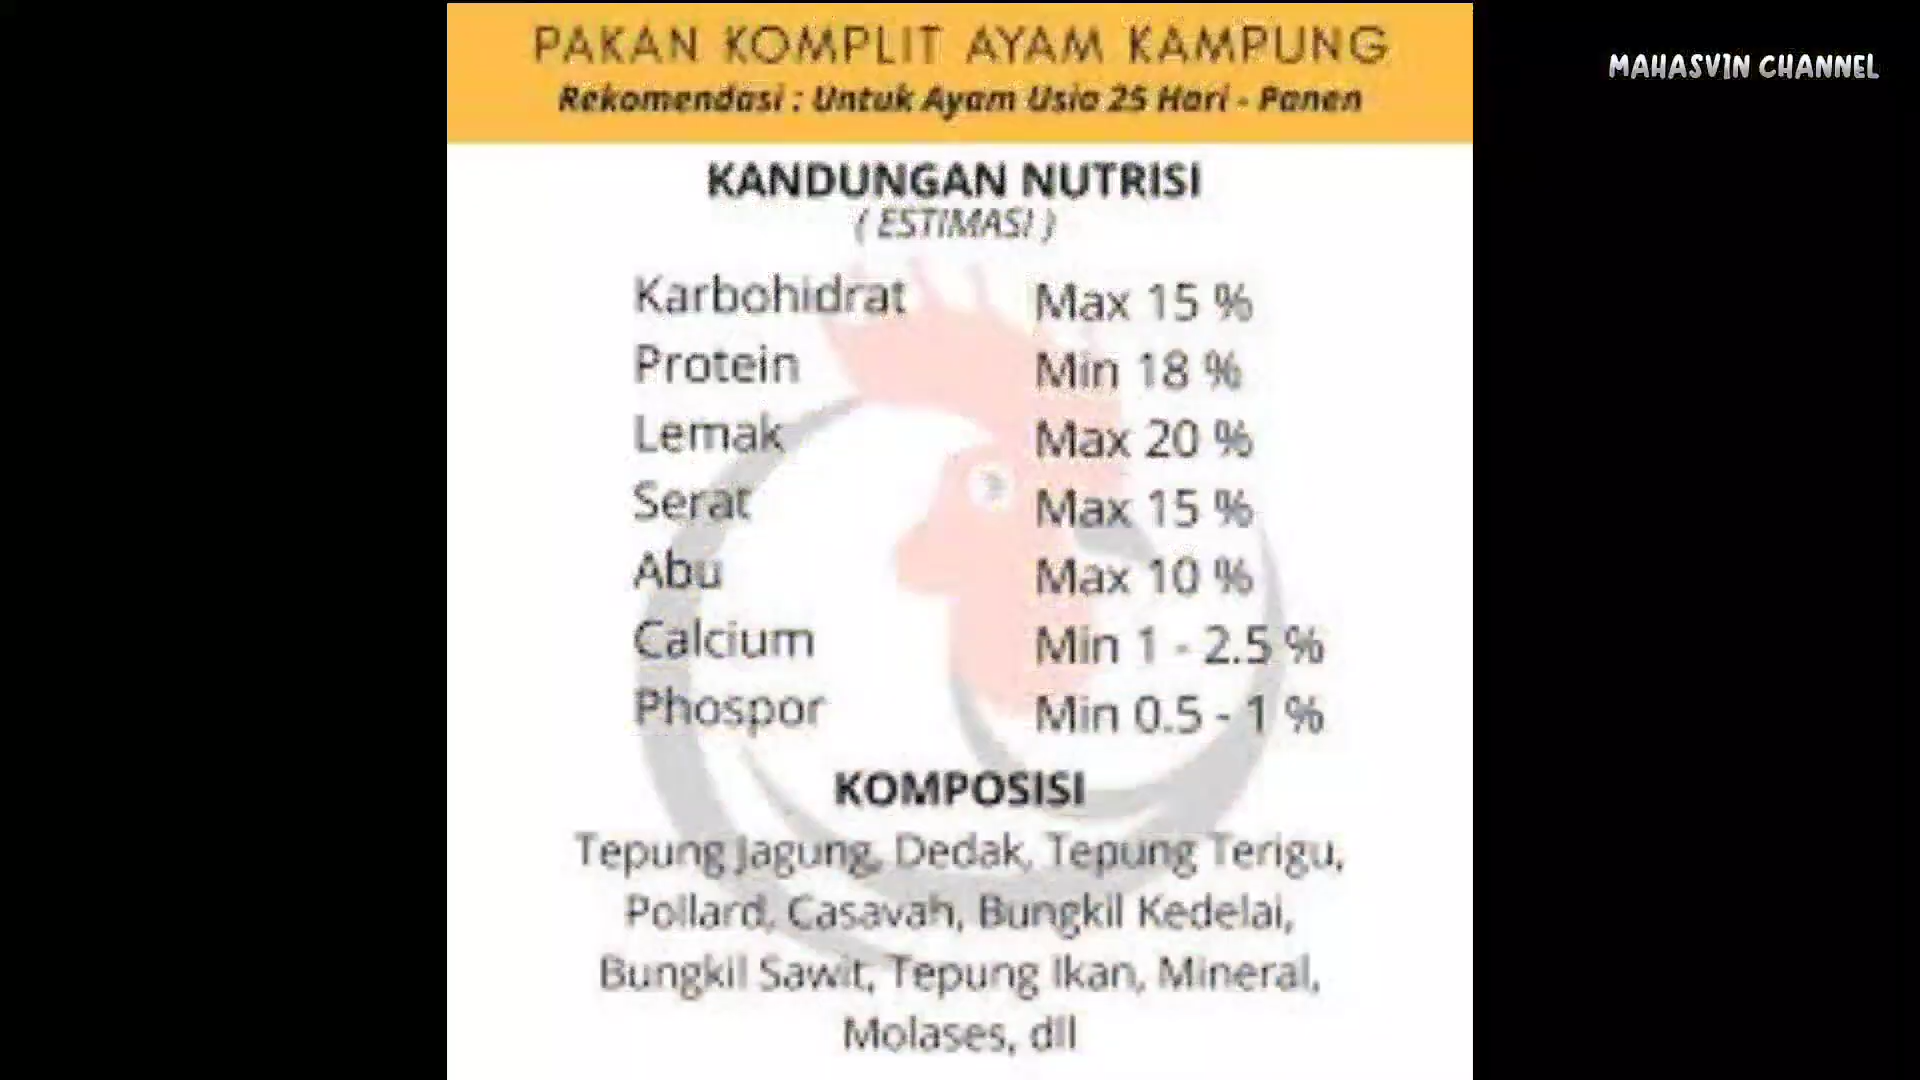 PAKAN KOMPLIT AYAM KAMPUNG
Rekomendasi : Untuk Ayam Usia 25 Hari - Panen
MAHASVIN CHANNEL
KANDUNGAN NUTRISI
( ESTIMASI )
Karbohidrat Max 15 %
Protein Min 18 %
Lemak Max 20 %
Serat Max 15 %
Abu Max 10 %
Calcium Min 1 - 2.5 %
Phospor Min 0.5 - 1 %
KOMPOSISI
Tepung Jagung, Dedak, Tepung Terigu,
Pollard, Casavah, Bungkil Kedelai,
Bungkil Sawit, Tepung Ikan, Mineral,
Molases, dll